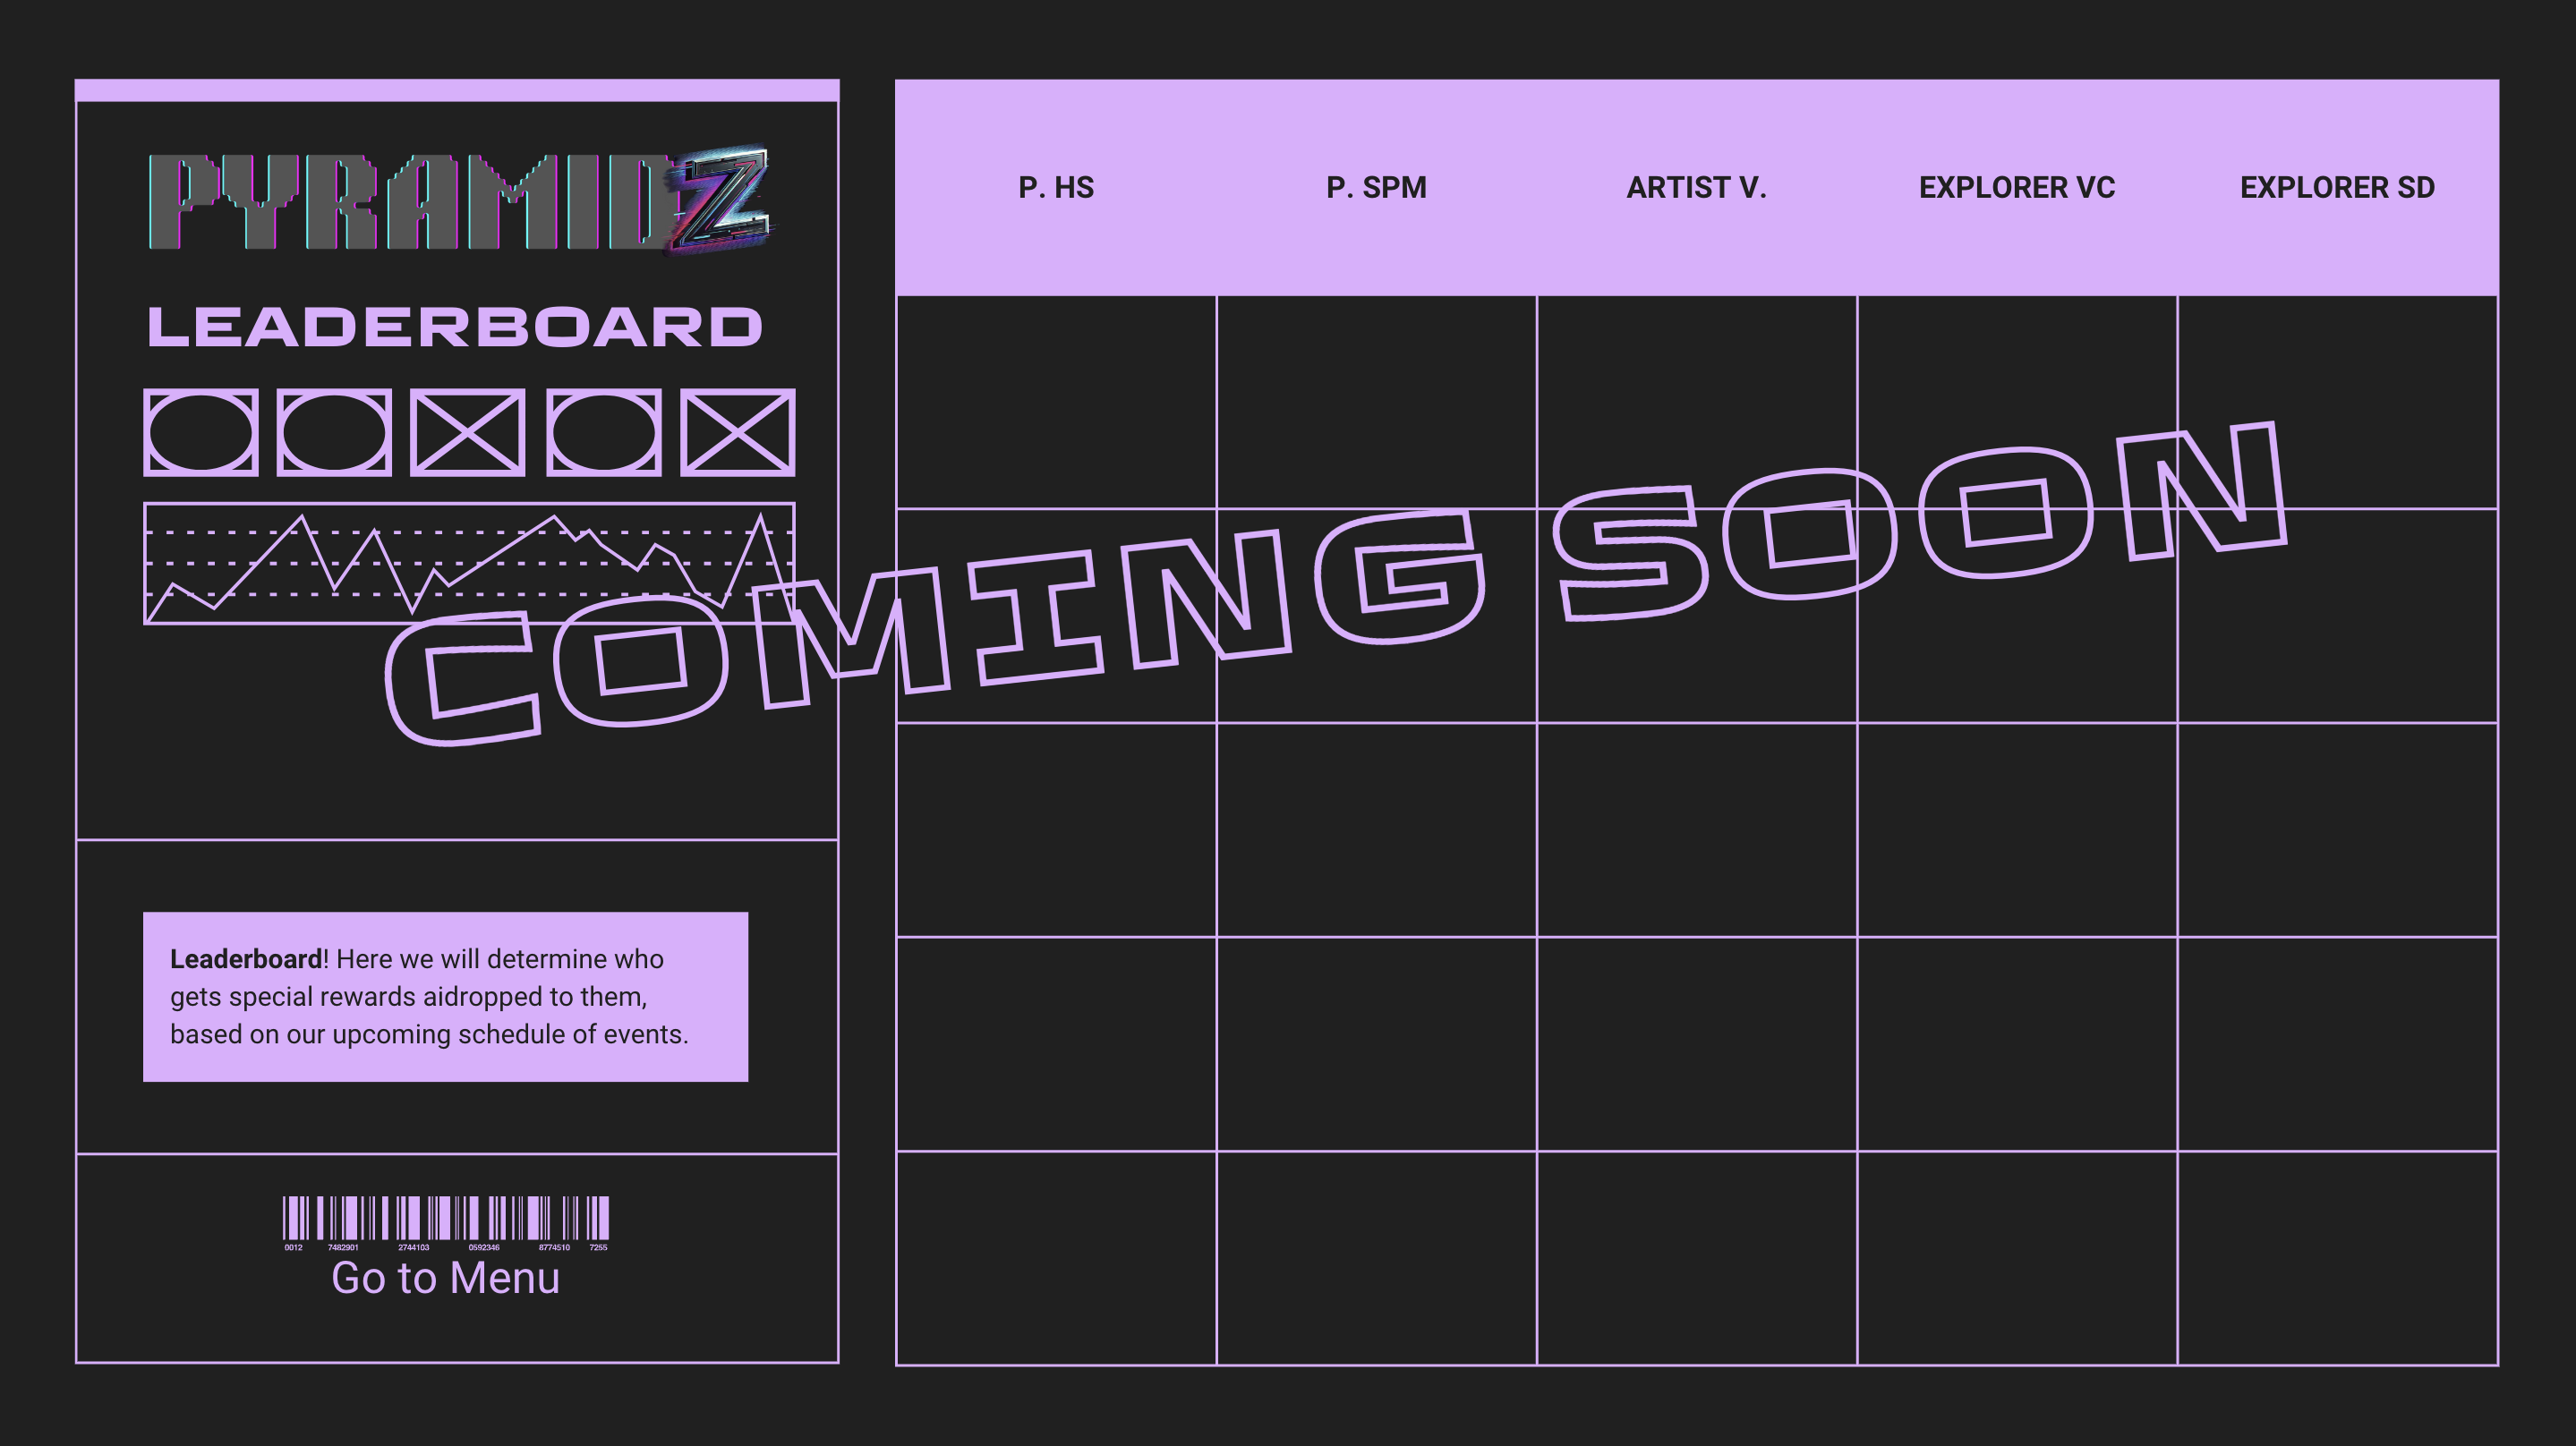 PYRAMIDZ
LEADERBOARD
COMING SOON
Leaderboard! Here we will determine who
gets special rewards aidropped to them,
based on our upcoming schedule of events.
0012 7482901 2744103 0592346 8774510 7255
Go to Menu
P. HS P. SPM ARTIST V. EXPLORER VC EXPLORER SD